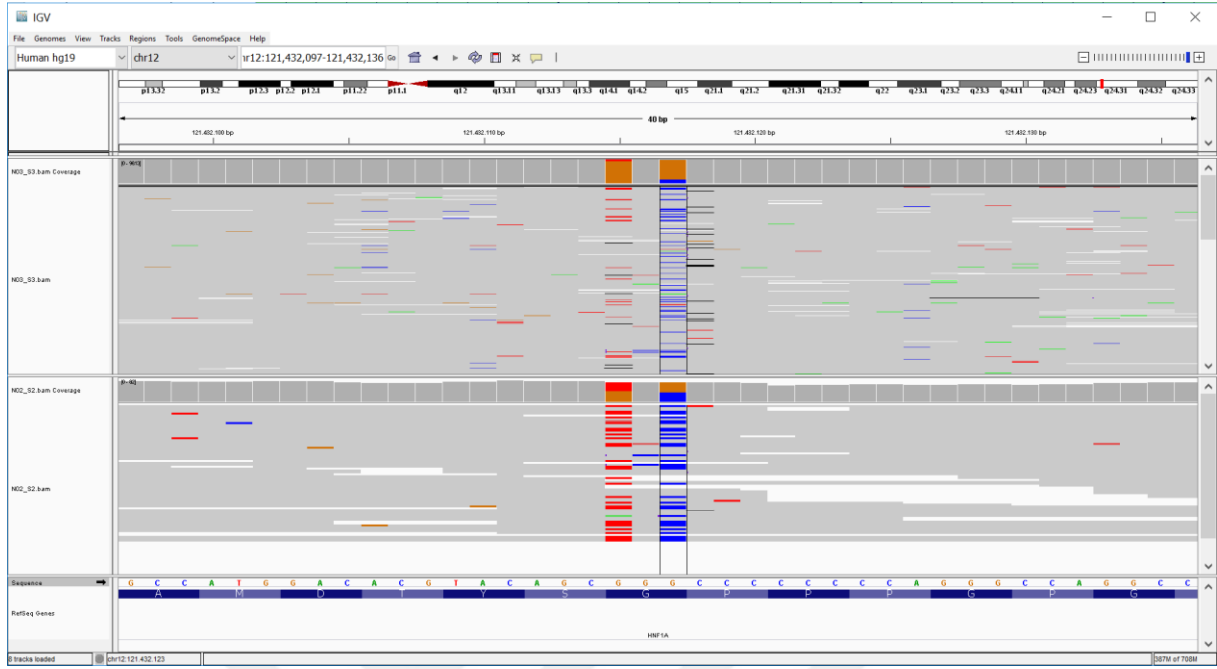 IGV
File Genomes View Tracks Regions Tools GenomeSpace Help
Human hg19 chr12 r12:121,432,097-121,432,136 Go
p13.32 p13.2 p12.3 p12.2 p12.1 p11.22 p11.1 q12 q13.11 q13.13 q13.3 q14.1 q14.2 q15 q21.1 q21.2 q21.31 q21.32 q22 q23.1 q23.2 q23.3 q24.11 q24.21 q24.23 q24.31 q24.32 q24.33
40 bp
121.432.100 bp 121.432.110 bp 121.432.120 bp 121.432.130 bp
N03_S3.bam Coverage
N03_S3.bam
N02_S2.bam Coverage
[0 - 92]
N02_S2.bam
Sequence G C C A T G G A C A C G T A C A G C G G G C C C C C C C C A G G G C C A G G C C
A M D T Y S G P P P G P G
RefSeq Genes
HNF1A
8 tracks loaded chr12:121.432.123 387M of 708M